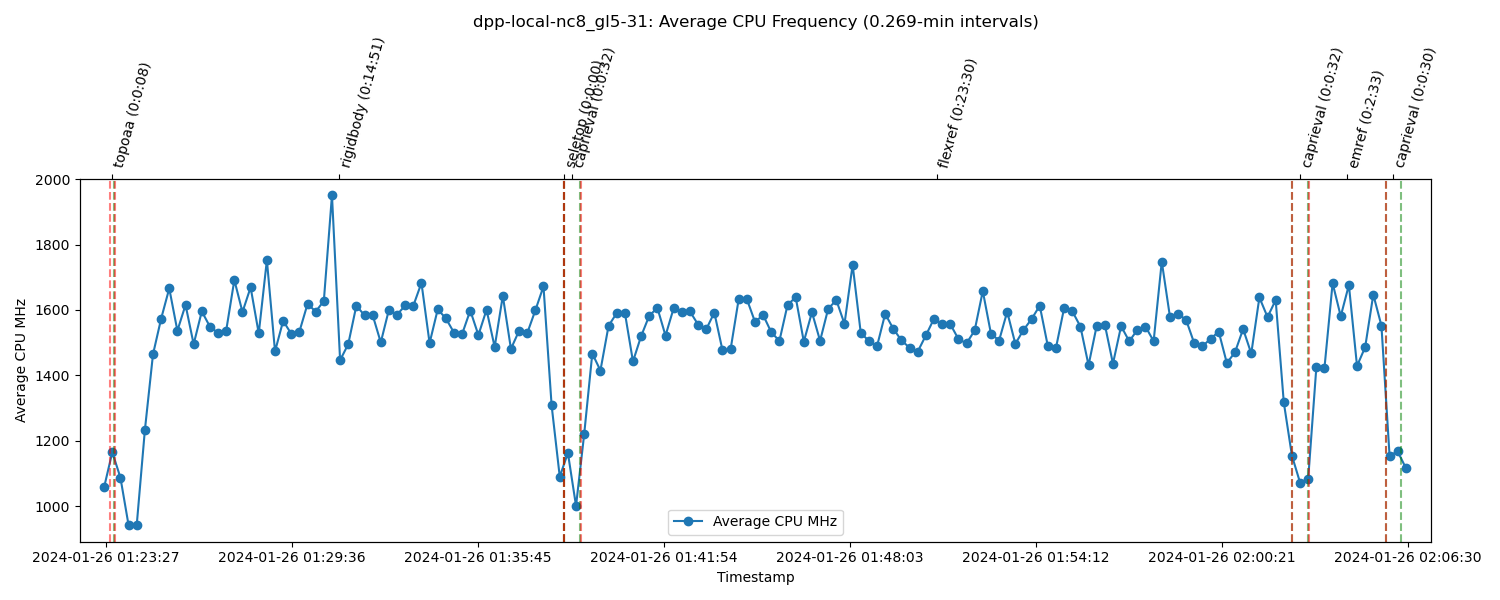 dpp-local-nc8_gl5-31: Average CPU Frequency (0.269-min intervals)
topoaa (0:0:08)
rigidbody (0:14:51)
seletop (0:0:00)
caprieval (0:0:32)
flexref (0:23:30)
caprieval (0:0:32)
emref (0:2:33)
caprieval (0:0:30)
Average CPU MHz
2000
1800
1600
1400
1200
1000
Average CPU MHz
2024-01-26 01:23:27
2024-01-26 01:29:36
2024-01-26 01:35:45
2024-01-26 01:41:54
2024-01-26 01:48:03
2024-01-26 01:54:12
2024-01-26 02:00:21
2024-01-26 02:06:30
Timestamp